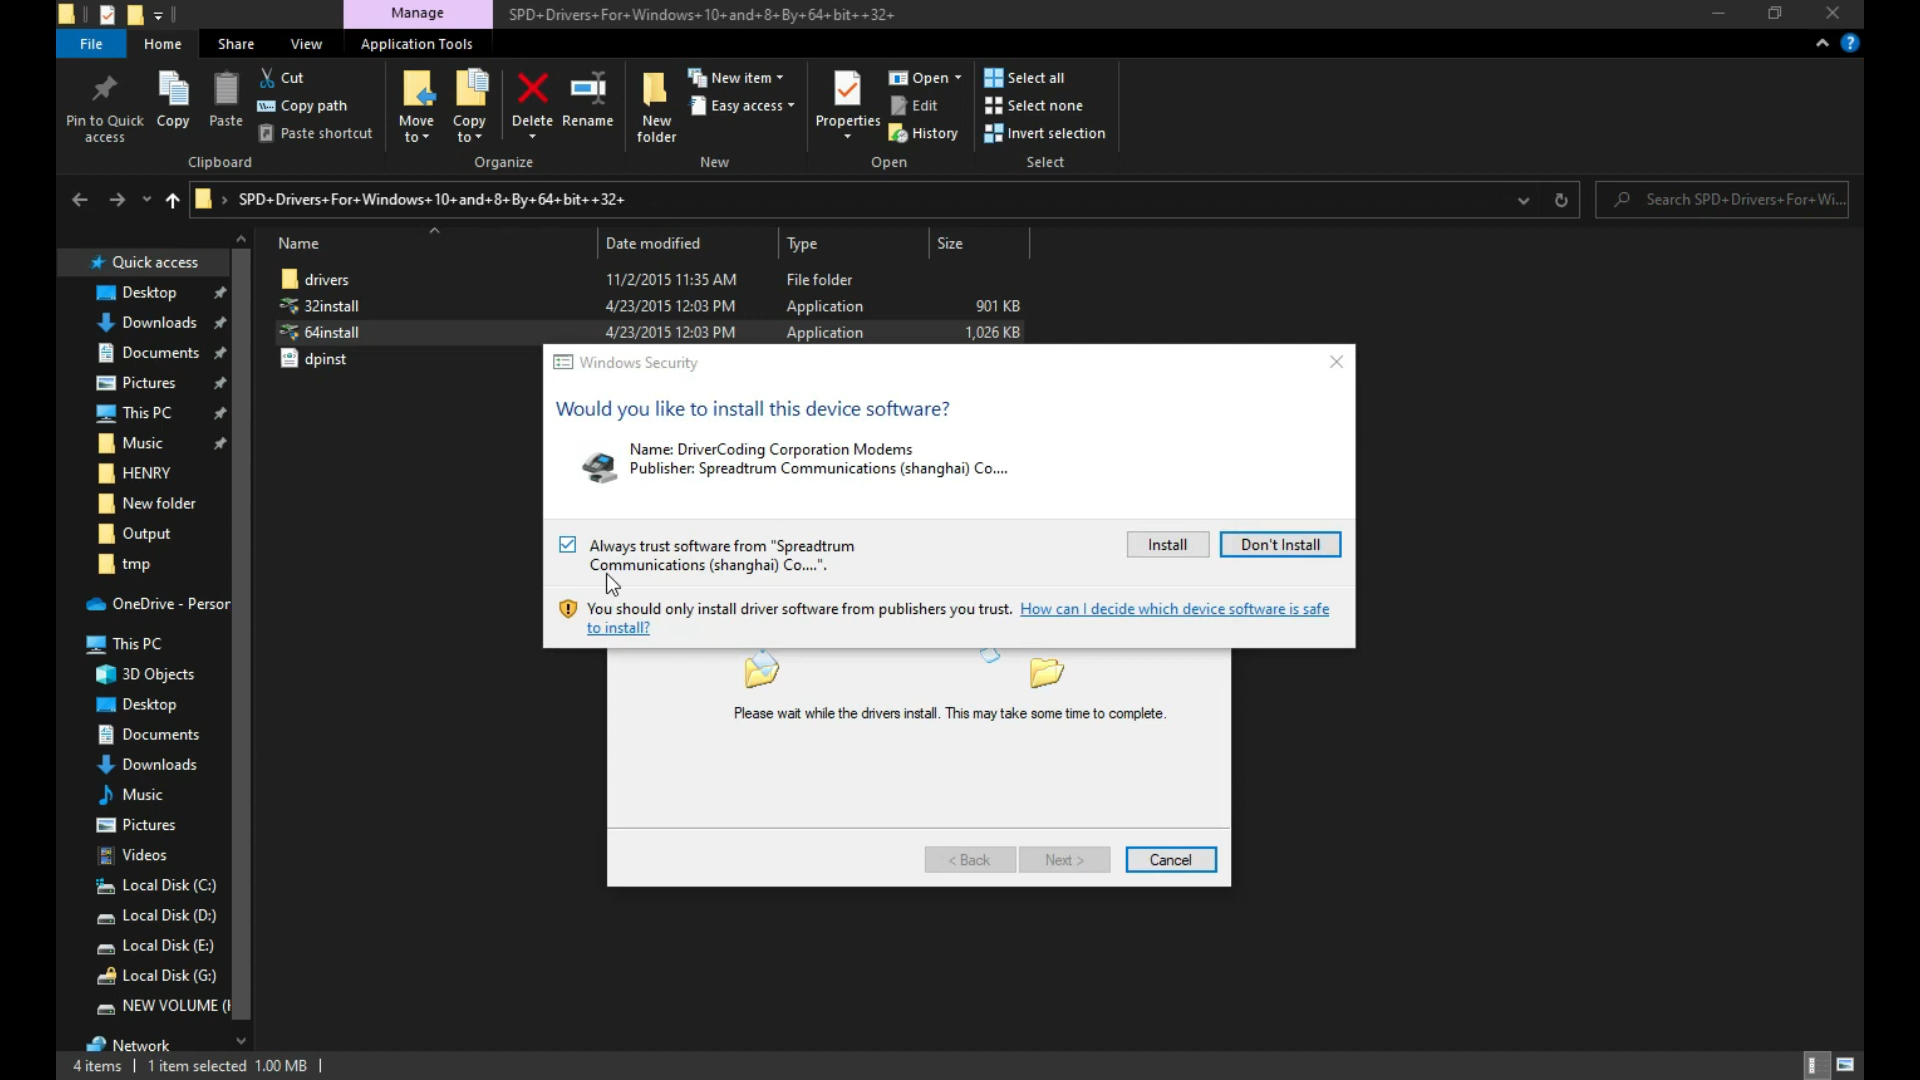 Manage
SPD+Drivers+For+Windows+10+and+8+By+64+bit++32+
File
Home
Share
View
Application Tools
Pin to Quick access
Copy
Paste
Cut
Copy path
Paste shortcut
Clipboard
Move to
Copy to
Delete
Rename
Organize
New folder
New item
Easy access
New
Properties
Open
Edit
History
Open
Select all
Select none
Invert selection
Select
SPD+Drivers+For+Windows+10+and+8+By+64+bit++32+
Search SPD+Drivers+For+Wi...
Name
Date modified
Type
Size
drivers 11/2/2015 11:35 AM File folder
32install 4/23/2015 12:03 PM Application 901 KB
64install 4/23/2015 12:03 PM Application 1,026 KB
dpinst
Quick access
Desktop
Downloads
Documents
Pictures
This PC
Music
HENRY
New folder
Output
tmp
OneDrive - Person
This PC
3D Objects
Desktop
Documents
Downloads
Music
Pictures
Videos
Local Disk (C:)
Local Disk (D:)
Local Disk (E:)
Local Disk (G:)
NEW VOLUME (
Network
Windows Security
Would you like to install this device software?
Name: DriverCoding Corporation Modems
Publisher: Spreadtrum Communications (shanghai) Co....
Always trust software from "Spreadtrum
Communications (shanghai) Co....".
Install
Don't Install
You should only install driver software from publishers you trust. How can I decide which device software is safe
to install?
Please wait while the drivers install. This may take some time to complete.
< Back
Next >
Cancel
4 items
1 item selected 1.00 MB